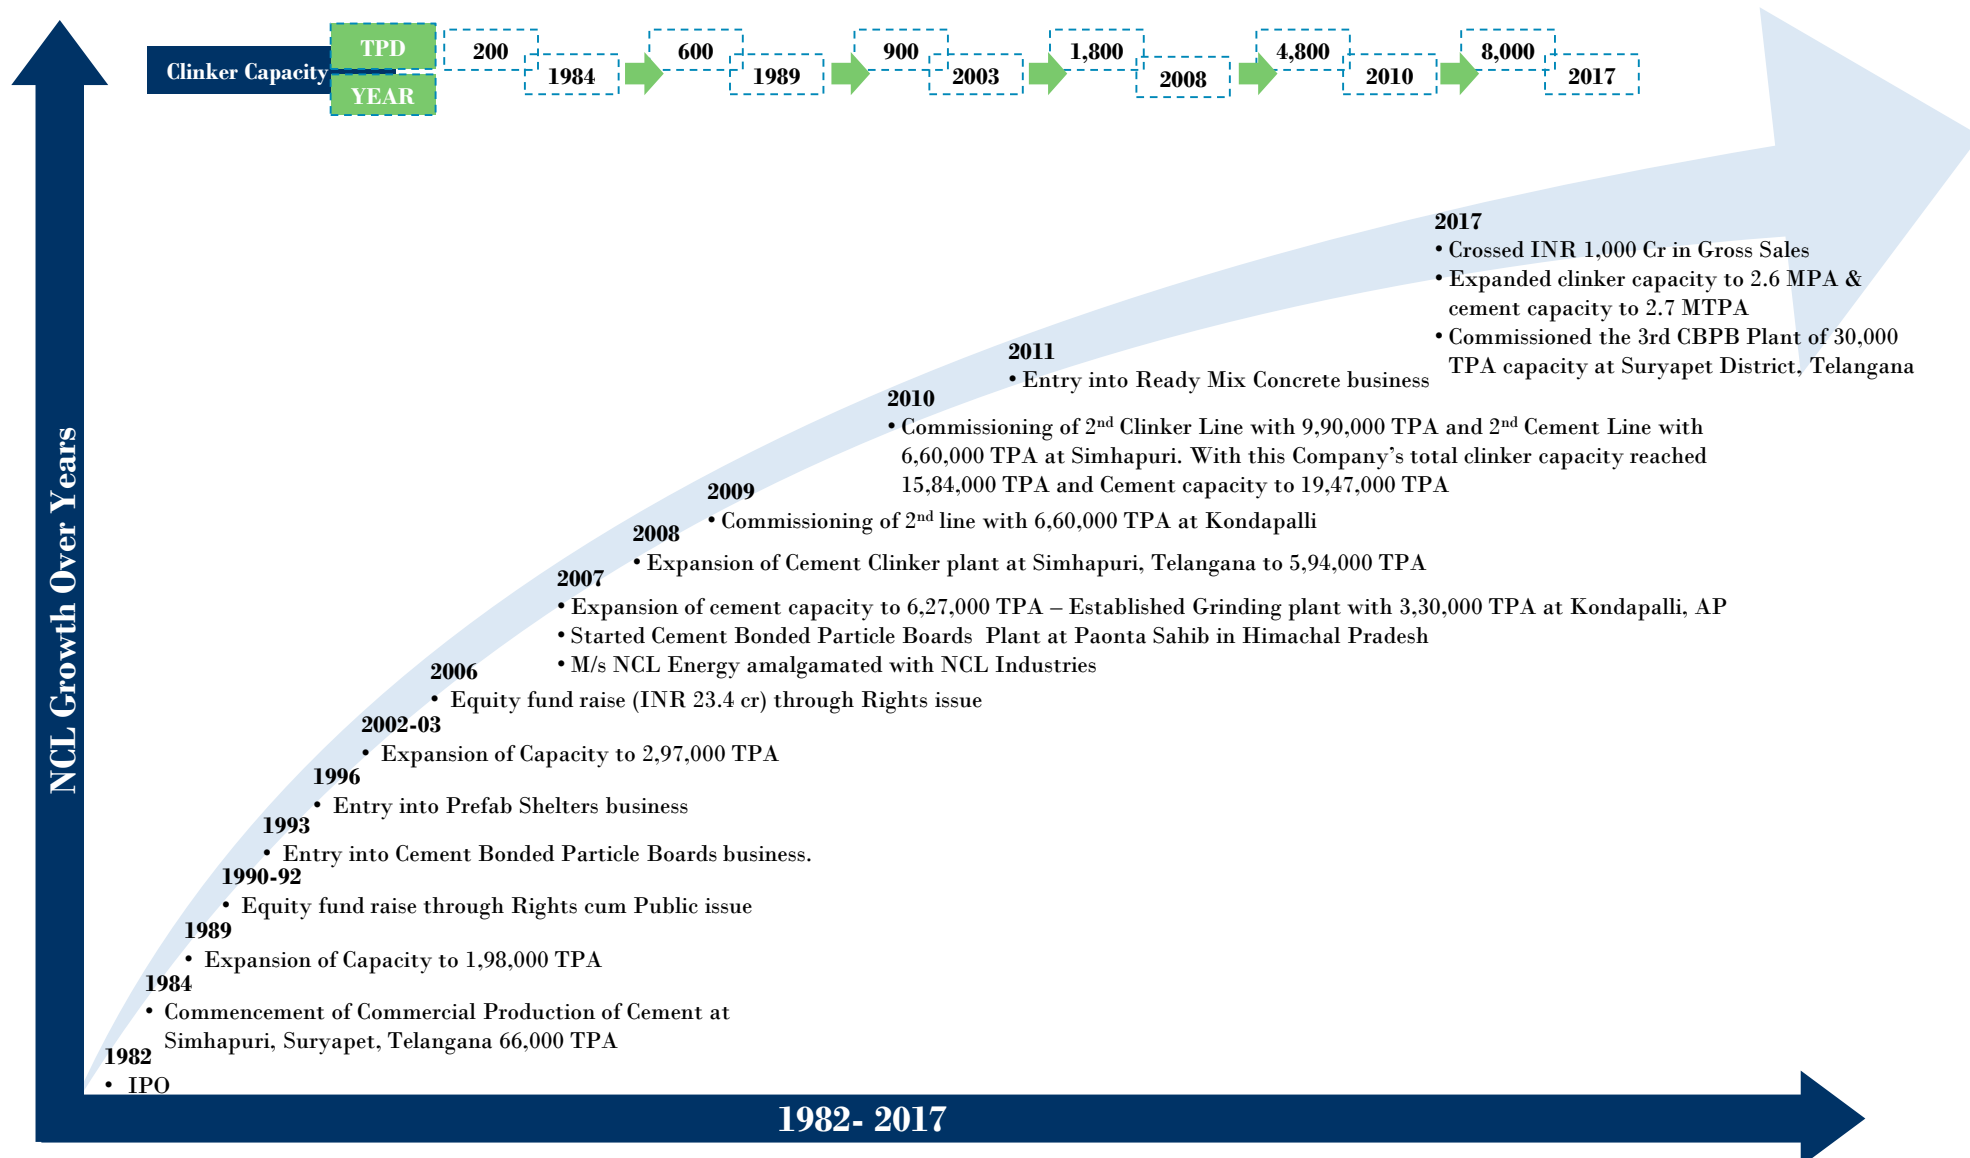 Clinker Capacity
TPD
YEAR
200
1984
600
1989
900
2003
1,800
2008
4,800
2010
8,000
2017
NCL Growth Over Years
2017
• Crossed INR 1,000 Cr in Gross Sales
• Expanded clinker capacity to 2.6 MPA &
cement capacity to 2.7 MTPA
• Commissioned the 3rd CBPB Plant of 30,000
TPA capacity at Suryapet District, Telangana
2011
• Entry into Ready Mix Concrete business
2010
• Commissioning of 2nd Clinker Line with 9,90,000 TPA and 2nd Cement Line with
6,60,000 TPA at Simhapuri. With this Company’s total clinker capacity reached
15,84,000 TPA and Cement capacity to 19,47,000 TPA
2009
• Commissioning of 2nd line with 6,60,000 TPA at Kondapalli
2008
• Expansion of Cement Clinker plant at Simhapuri, Telangana to 5,94,000 TPA
2007
• Expansion of cement capacity to 6,27,000 TPA – Established Grinding plant with 3,30,000 TPA at Kondapalli, AP
• Started Cement Bonded Particle Boards Plant at Paonta Sahib in Himachal Pradesh
• M/s NCL Energy amalgamated with NCL Industries
2006
• Equity fund raise (INR 23.4 cr) through Rights issue
2002-03
• Expansion of Capacity to 2,97,000 TPA
1996
• Entry into Prefab Shelters business
1993
• Entry into Cement Bonded Particle Boards business.
1990-92
• Equity fund raise through Rights cum Public issue
1989
• Expansion of Capacity to 1,98,000 TPA
1984
• Commencement of Commercial Production of Cement at
Simhapuri, Suryapet, Telangana 66,000 TPA
1982
• IPO
1982- 2017